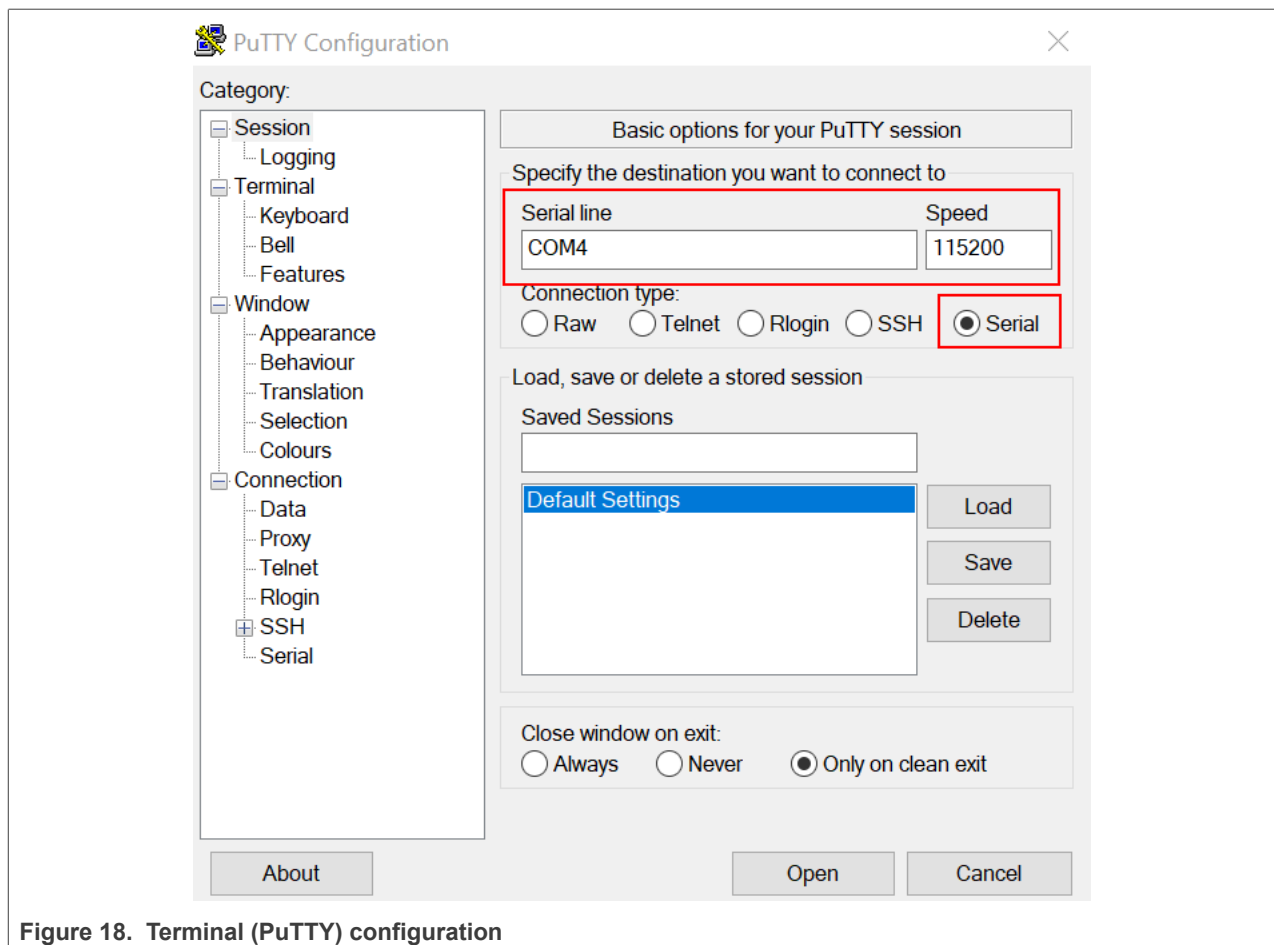 PuTTY Configuration
Category:
Session
Logging
Terminal
Keyboard
Bell
Features
Window
Appearance
Behaviour
Translation
Selection
Colours
Connection
Data
Proxy
Telnet
Rlogin
SSH
Serial
Basic options for your PuTTY session
Specify the destination you want to connect to
Serial line Speed
COM4 115200
Connection type:
Raw Telnet Rlogin SSH Serial
Load, save or delete a stored session
Saved Sessions
Default Settings
Load
Save
Delete
Close window on exit:
Always Never Only on clean exit
About Open Cancel
Figure 18. Terminal (PuTTY) configuration